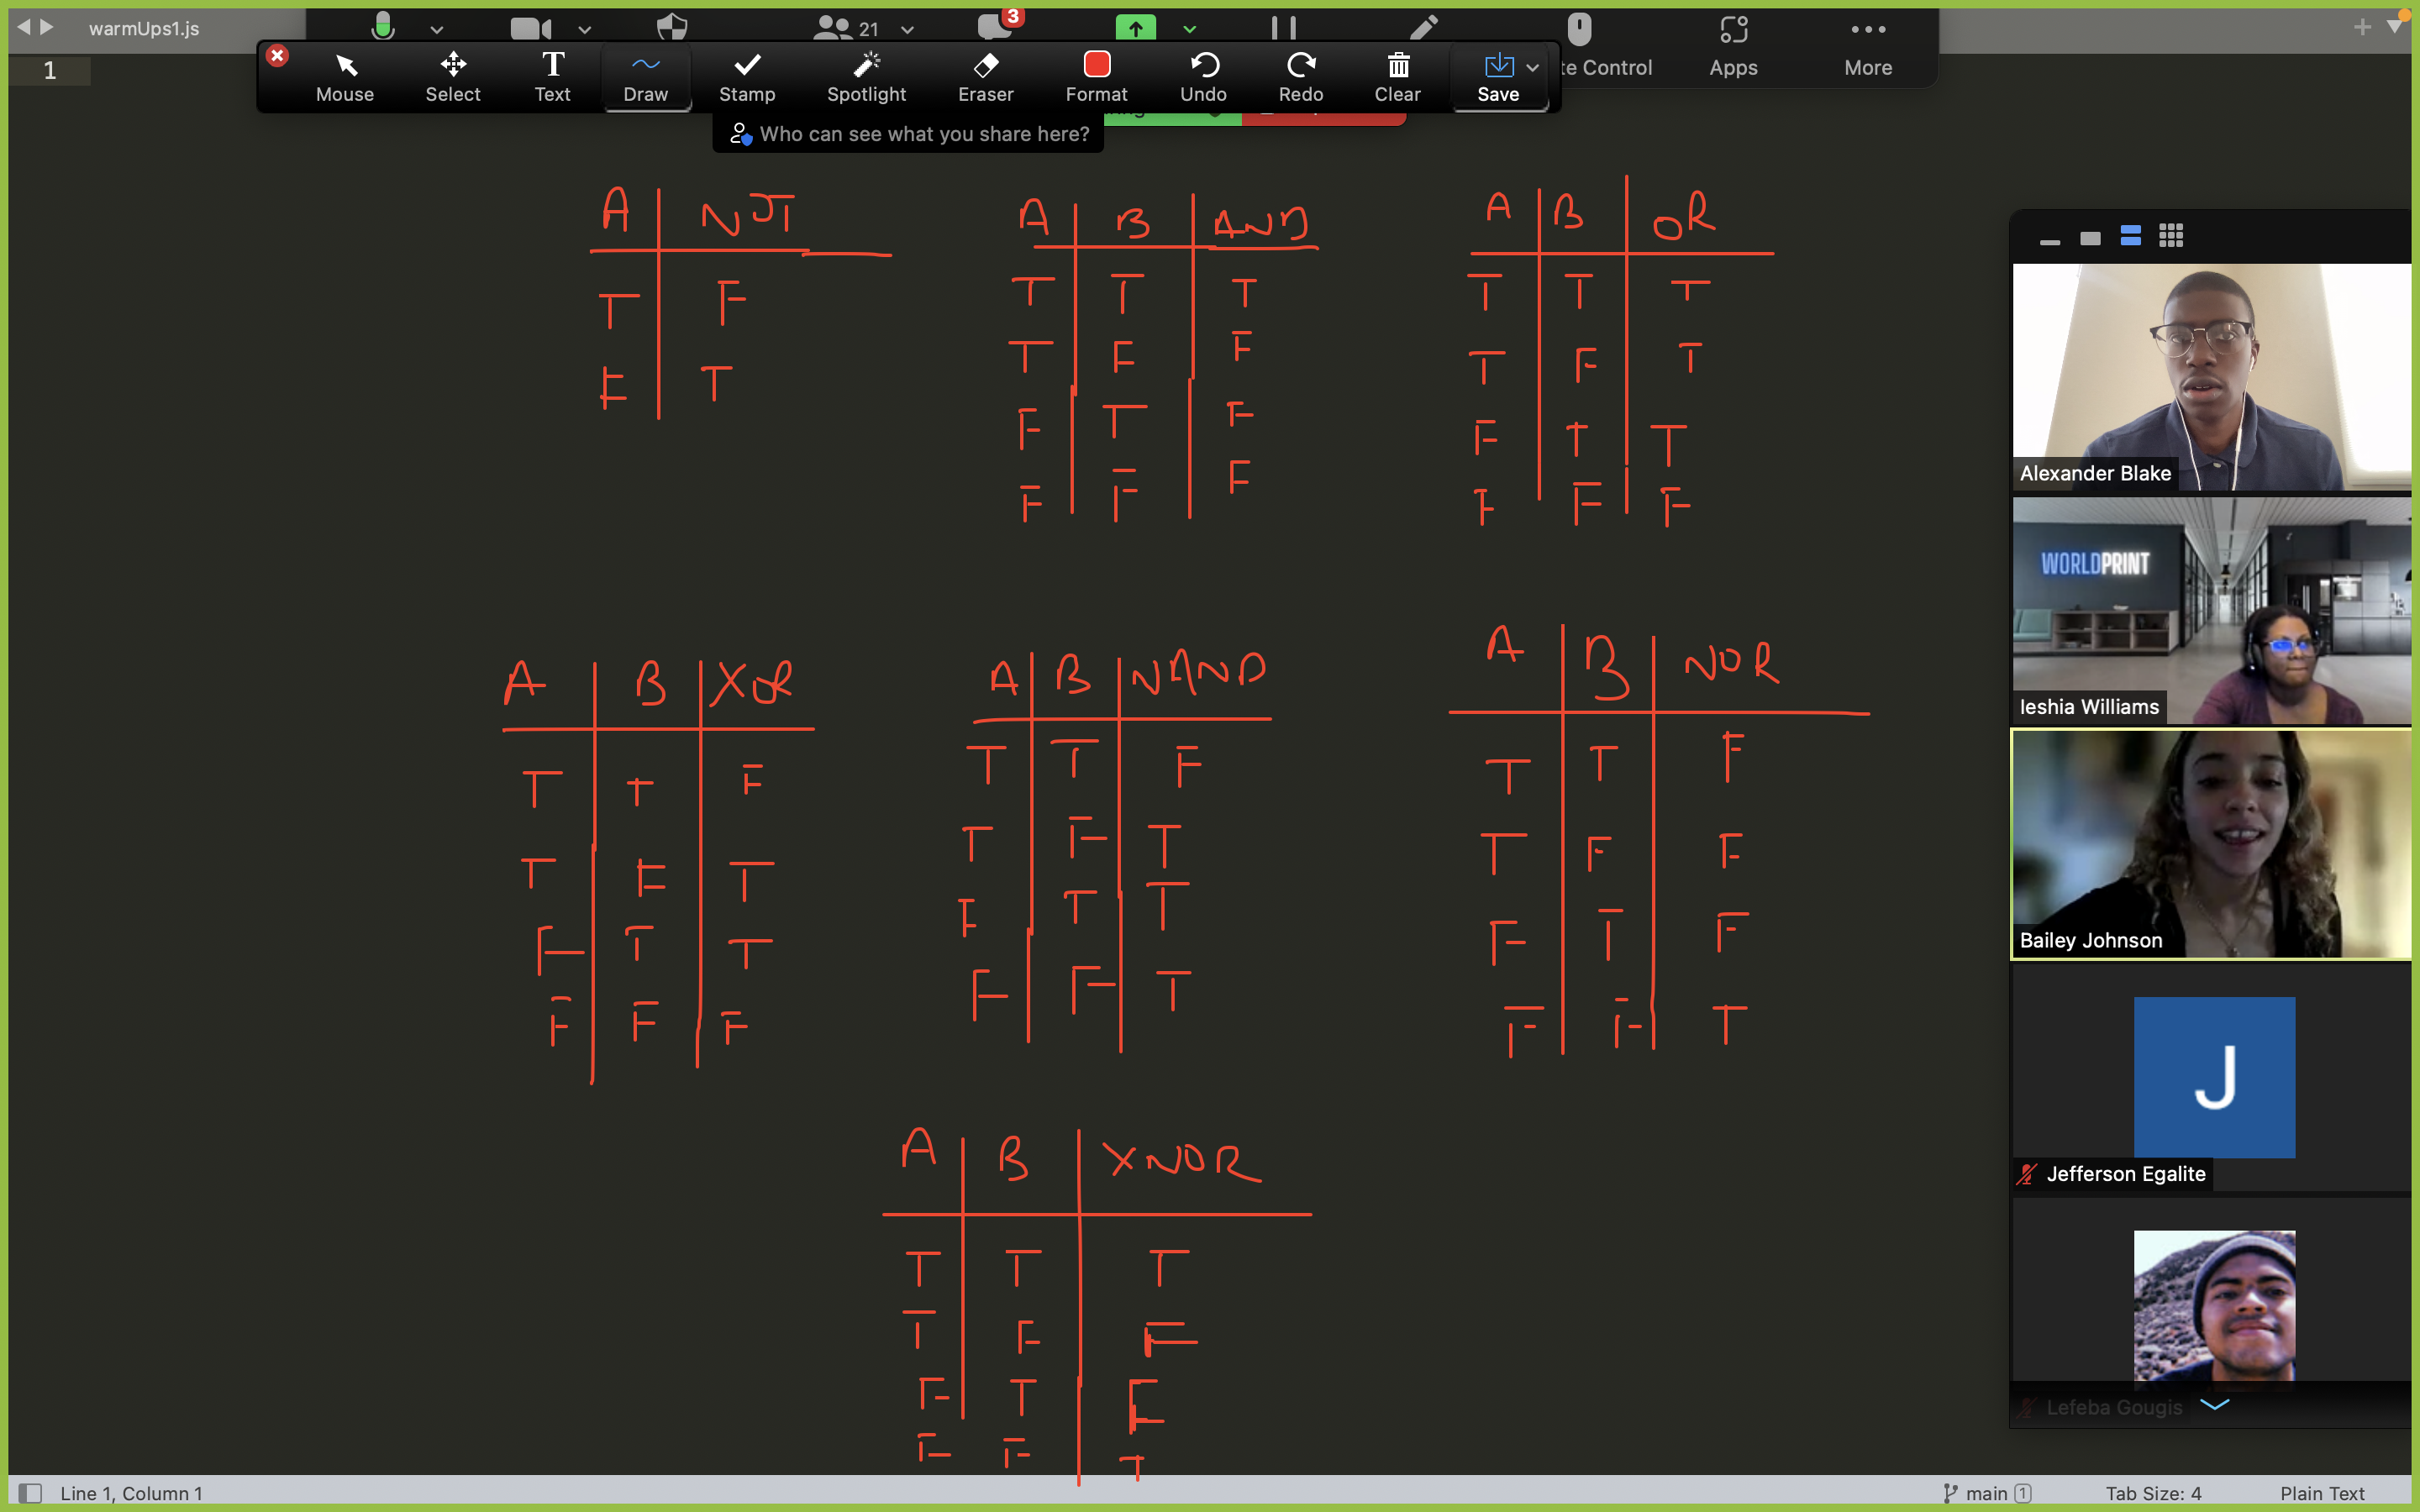 warmUps1.js
21
3
1
Mouse
Select
Text
Draw
Stamp
Spotlight
Eraser
Format
Undo
Redo
Clear
Save
te Control
Apps
More
Who can see what you share here?
A NOT
T F
F T
A B AND
T T T
T F F
F T F
F F F
A B OR
T T T
T F T
F T T
F F F
A B XOR
T T F
T F T
F T T
F F F
A B NAND
T T F
T F T
F T T
F F T
A B NOR
T T F
T F F
F T F
F F T
A B XNOR
T T T
T F F
F T F
F F T
Alexander Blake
WORLDPRINT
Ieshia Williams
Bailey Johnson
J
Jefferson Egalite
Lefeba Gougis
Line 1, Column 1
main 1
Tab Size: 4
Plain Text